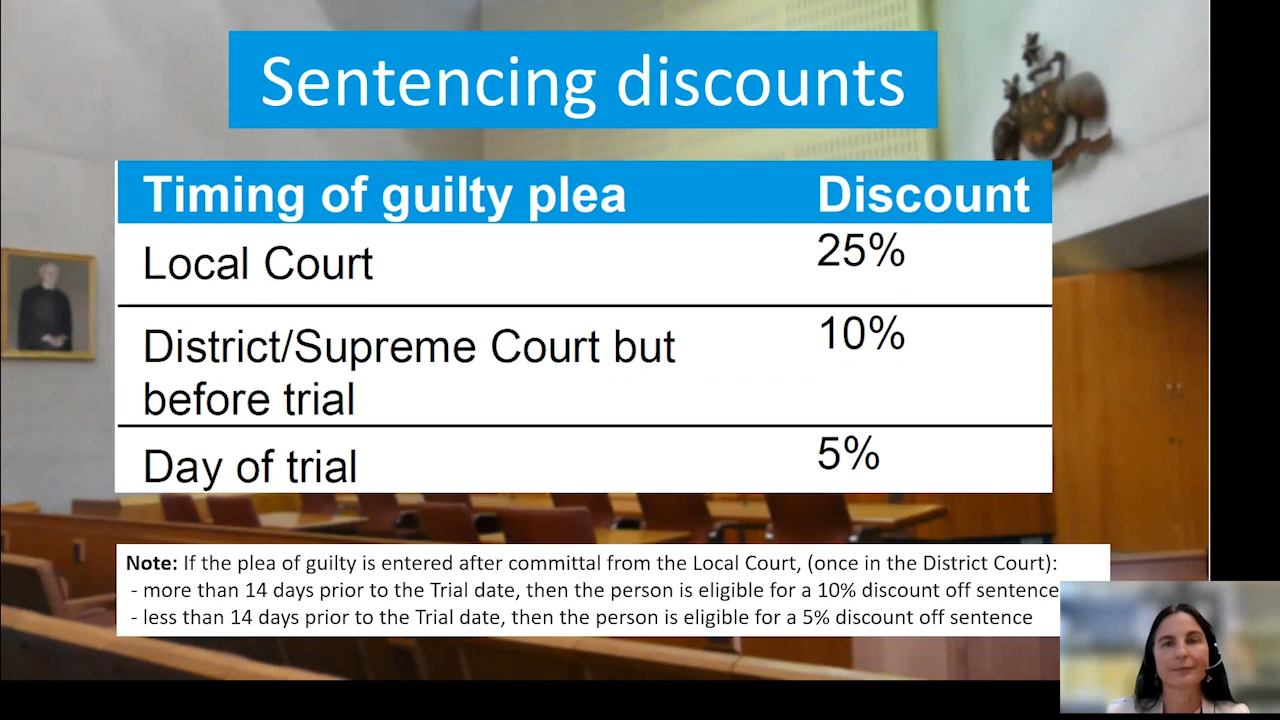 Sentencing discounts
Timing of guilty plea Discount
Local Court 25%
District/Supreme Court but 10%
before trial
Day of trial 5%
Note: If the plea of guilty is entered after committal from the Local Court, (once in the District Court):
- more than 14 days prior to the Trial date, then the person is eligible for a 10% discount off sentence
- less than 14 days prior to the Trial date, then the person is eligible for a 5% discount off sentence